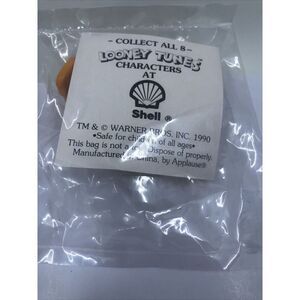 - COLLECT ALL 8 -
LOONEY TUNES
CHARACTERS
AT
Shell ®
TM & © WARNER BROS. INC. 1990
•Safe for children of all ages•
This bag is not a Dispose of properly.
Manufactured in China, by Applause®